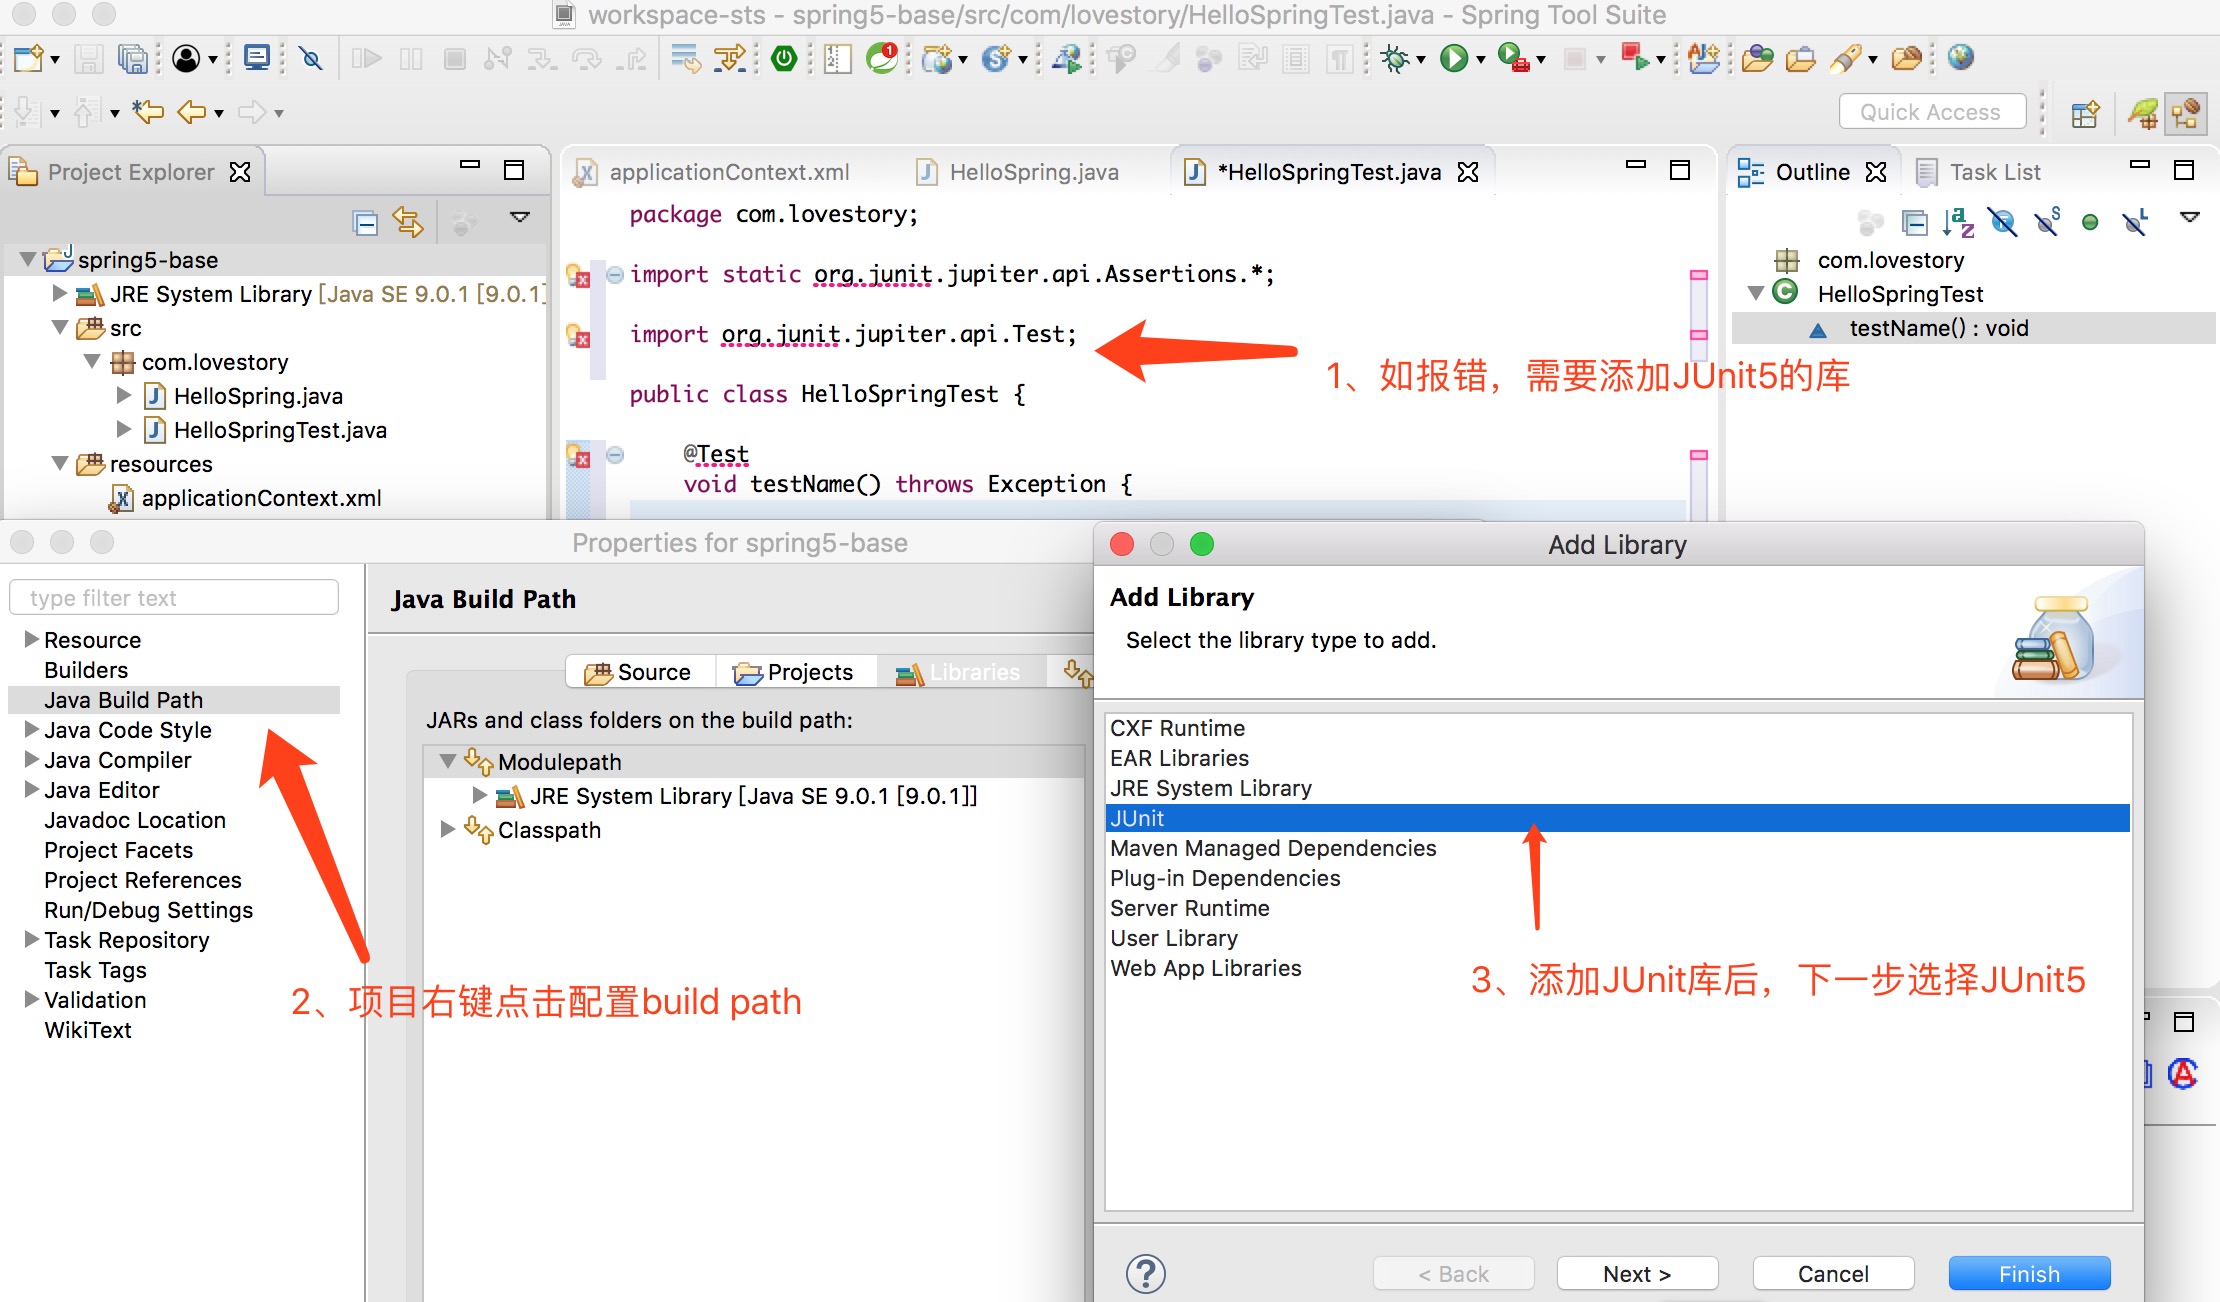 workspace-sts - spring5-base/src/com/lovestory/HelloSpringTest.java - Spring Tool Suite
Quick Access
Project Explorer
spring5-base
JRE System Library [Java SE 9.0.1 [9.0.1]
src
com.lovestory
HelloSpring.java
HelloSpringTest.java
resources
applicationContext.xml
applicationContext.xml
HelloSpring.java
*HelloSpringTest.java
package com.lovestory;
import static org.junit.jupiter.api.Assertions.*;
import org.junit.jupiter.api.Test;
public class HelloSpringTest {
@Test
void testName() throws Exception {
1、如报错，需要添加JUnit5的库
Outline
Task List
com.lovestory
HelloSpringTest
testName() : void
Properties for spring5-base
type filter text
Resource
Builders
Java Build Path
Java Code Style
Java Compiler
Java Editor
Javadoc Location
Project Facets
Project References
Run/Debug Settings
Task Repository
Task Tags
Validation
WikiText
Java Build Path
Source
Projects
Libraries
JARs and class folders on the build path:
Modulepath
JRE System Library [Java SE 9.0.1 [9.0.1]]
Classpath
2、项目右键点击配置build path
Add Library
Add Library
Select the library type to add.
CXF Runtime
EAR Libraries
JRE System Library
JUnit
Maven Managed Dependencies
Plug-in Dependencies
Server Runtime
User Library
Web App Libraries
3、添加JUnit库后，下一步选择JUnit5
< Back
Next >
Cancel
Finish